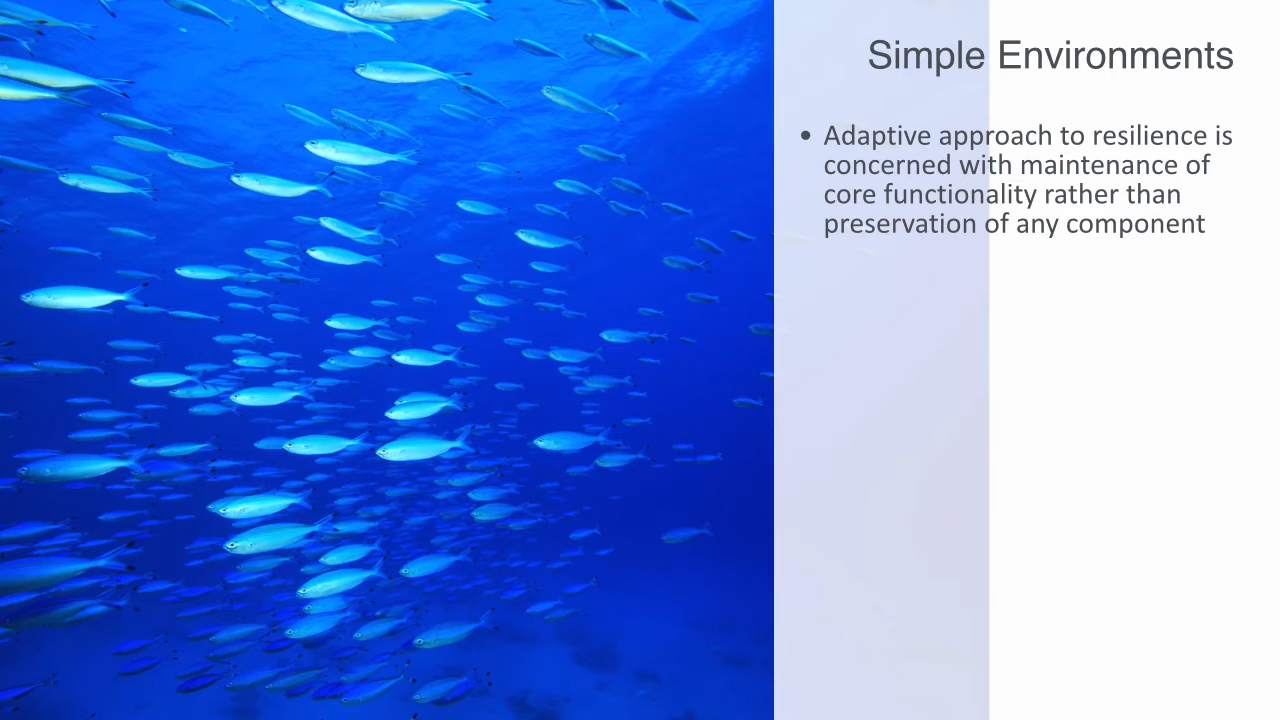 Simple Environments
• Adaptive approach to resilience is
concerned with maintenance of
core functionality rather than
preservation of any component